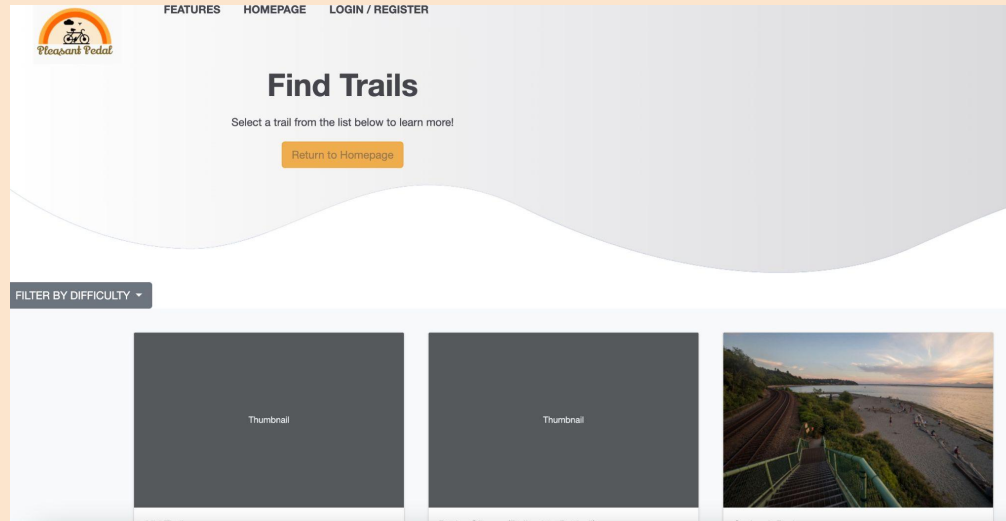 FEATURES HOMEPAGE LOGIN / REGISTER
Pleasant Pedal
Find Trails
Select a trail from the list below to learn more!
Return to Homepage
FILTER BY DIFFICULTY
Thumbnail
Thumbnail